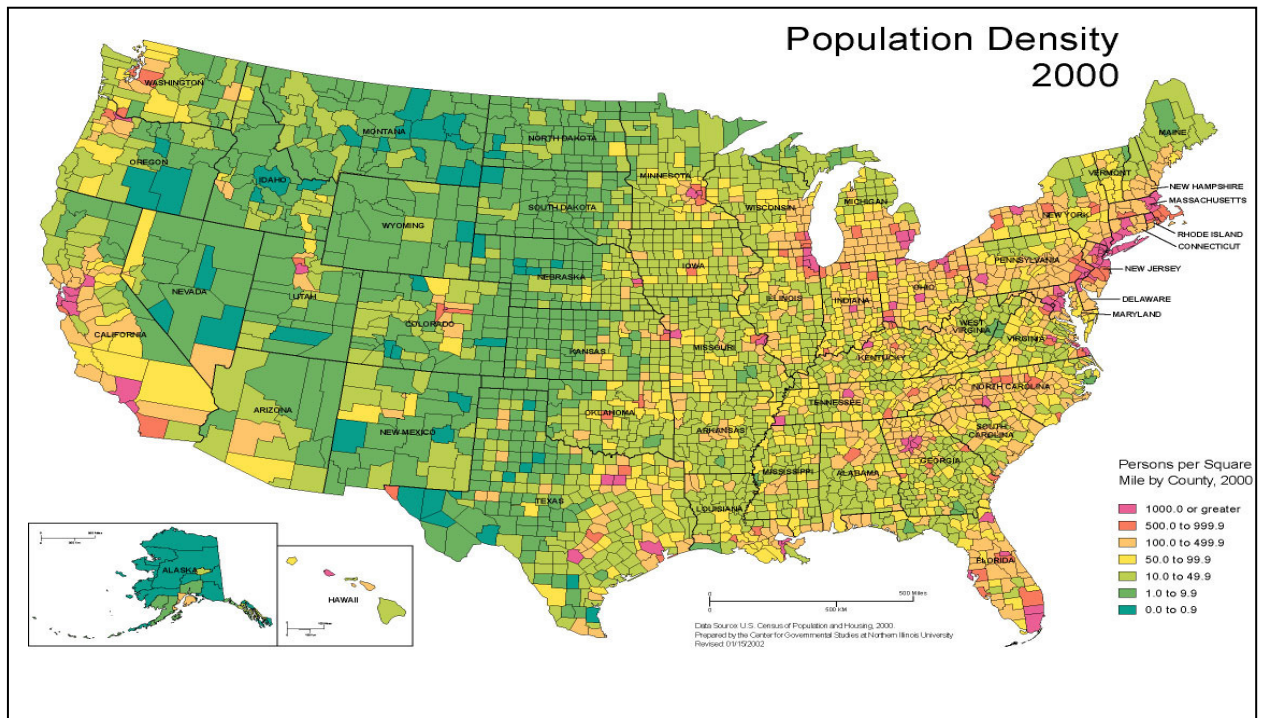 Population Density
2000
WASHINGTON
MONTANA
NORTH DAKOTA
MAINE
OREGON
IDAHO
MINNESOTA
VERMONT
NEW HAMPSHIRE
MASSACHUSETTS
SOUTH DAKOTA
WISCONSIN
MICHIGAN
NEW YORK
WYOMING
RHODE ISLAND
CONNECTICUT
IOWA
PENNSYLVANIA
NEW JERSEY
NEBRASKA
NEVADA
UTAH
ILLINOIS
INDIANA
OHIO
DELAWARE
MARYLAND
COLORADO
CALIFORNIA
WEST
VIRGINIA
VIRGINIA
KANSAS
MISSOURI
KENTUCKY
NORTH CAROLINA
TENNESSEE
ARIZONA
OKLAHOMA
NEW MEXICO
ARKANSAS
SOUTH
CAROLINA
GEORGIA
MISSISSIPPI
ALABAMA
TEXAS
LOUISIANA
FLORIDA
ALASKA
HAWAII
Persons per Square
Mile by County, 2000
1000.0 or greater
500.0 to 999.9
100.0 to 499.9
50.0 to 99.9
10.0 to 49.9
1.0 to 9.9
0.0 to 0.9
0 500 Miles
0 500 KM
Data Source: U.S. Census of Population and Housing, 2000.
Prepared by the Center for Governmental Studies at Northern Illinois University
Revised: 01/15/2002